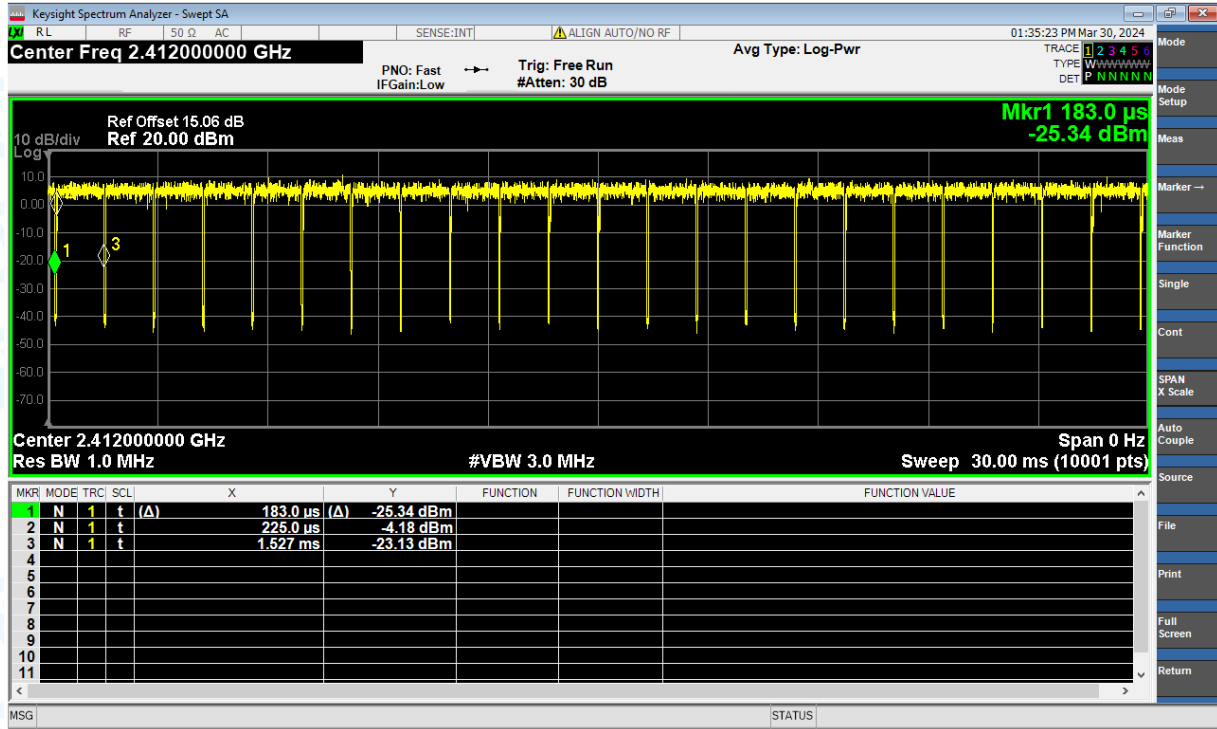 Keysight Spectrum Analyzer - Swept SA
LXI RL RF 50 Ω AC SENSE:INT ALIGN AUTO/NO RF 01:35:23 PM Mar 30, 2024
Center Freq 2.412000000 GHz
PNO: Fast
IFGain:Low
Trig: Free Run
#Atten: 30 dB
Avg Type: Log-Pwr
TRACE 1 2 3 4 5 6
TYPE WWWWWW
DET P N N N N N
Mkr1 183.0 µs
-25.34 dBm
Ref Offset 15.06 dB
10 dB/div Ref 20.00 dBm
Log
10.0
0.00
-10.0
-20.0
-30.0
-40.0
-50.0
-60.0
-70.0
1
3
Center 2.412000000 GHz Span 0 Hz
Res BW 1.0 MHz #VBW 3.0 MHz Sweep 30.00 ms (10001 pts)
MKR MODE TRC SCL X Y FUNCTION FUNCTION WIDTH FUNCTION VALUE
1 N 1 t (Δ) 183.0 µs (Δ) -25.34 dBm
2 N 1 t 225.0 µs -4.18 dBm
3 N 1 t 1.527 ms -23.13 dBm
4
5
6
7
8
9
10
11
MSG STATUS
Mode
Mode
Setup
Meas
Marker →
Marker
Function
Single
Cont
SPAN
X Scale
Auto
Couple
Source
File
Print
Full
Screen
Return